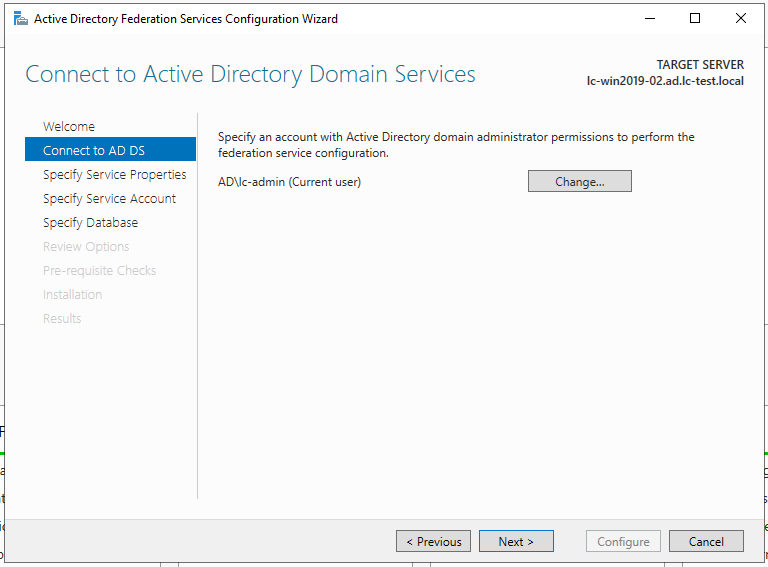 Active Directory Federation Services Configuration Wizard
Connect to Active Directory Domain Services
TARGET SERVER
lc-win2019-02.ad.lc-test.local
Welcome
Connect to AD DS
Specify Service Properties
Specify Service Account
Specify Database
Review Options
Pre-requisite Checks
Installation
Results
Specify an account with Active Directory domain administrator permissions to perform the
federation service configuration.
AD\lc-admin (Current user)
Change...
< Previous
Next >
Configure
Cancel